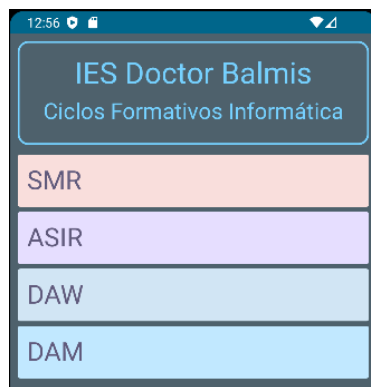 12:56
IES Doctor Balmis
Ciclos Formativos Informática
SMR
ASIR
DAW
DAM